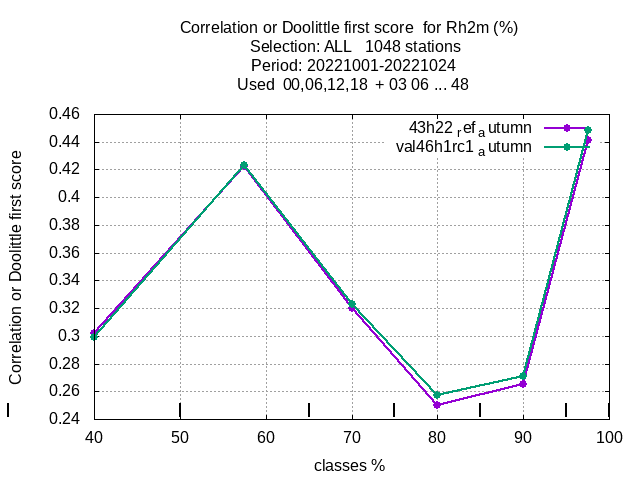 Correlation or Doolittle first score for Rh2m (%)
Selection: ALL 1048 stations
Period: 20221001-20221024
Used 00,06,12,18 + 03 06 ... 48
43h22 ref a utumn
val46h1rc1 a utumn
Correlation or Doolittle first score
0.46
0.44
0.42
0.4
0.38
0.36
0.34
0.32
0.3
0.28
0.26
0.24
40 50 60 70 80 90 100
classes %